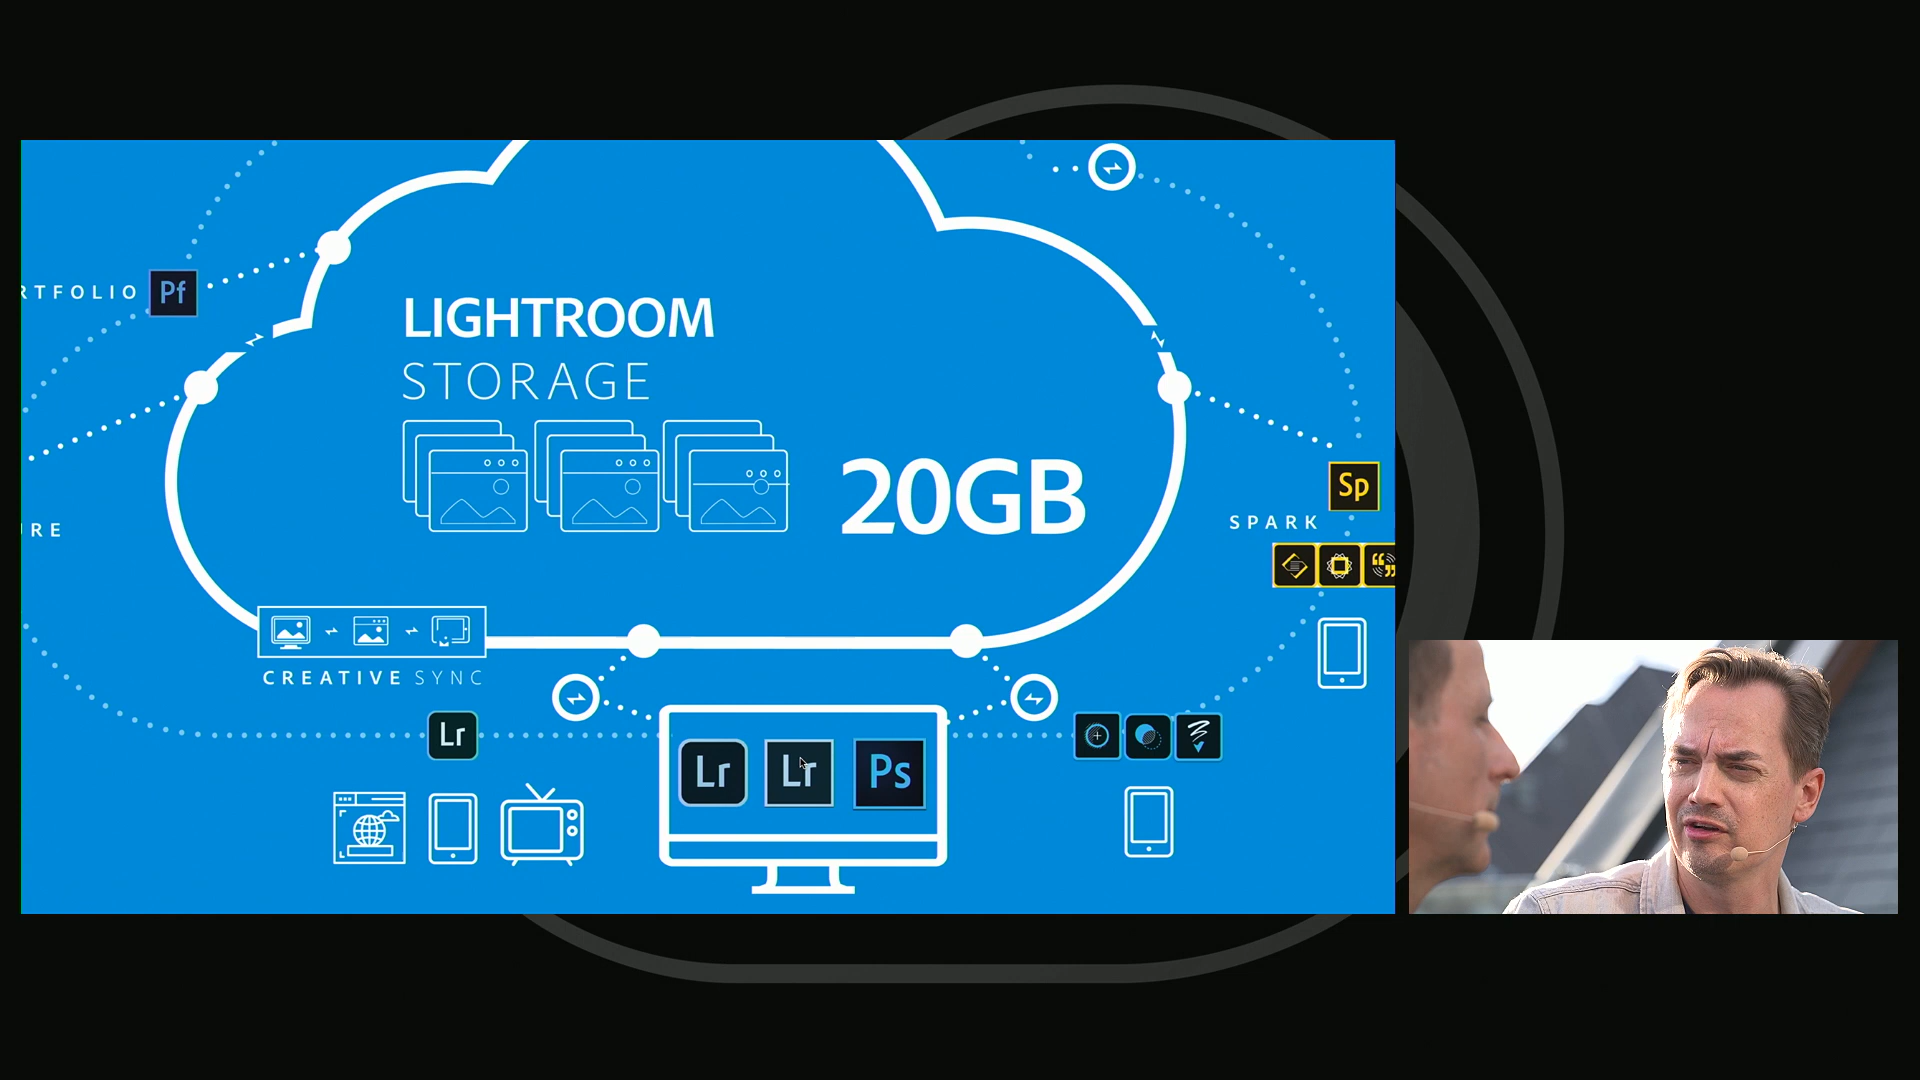 RTFOLIO Pf
LIGHTROOM
STORAGE
20GB
Sp
SPARK
RE
CREATIVE SYNC
Lr
Lr Lr Ps